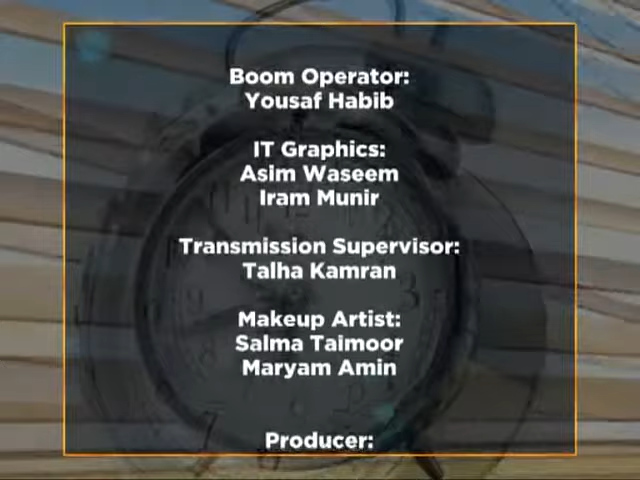 Boom Operator:
Yousaf Habib
IT Graphics:
Asim Waseem
Iram Munir
Transmission Supervisor:
Talha Kamran
Makeup Artist:
Salma Taimoor
Maryam Amin
Producer: